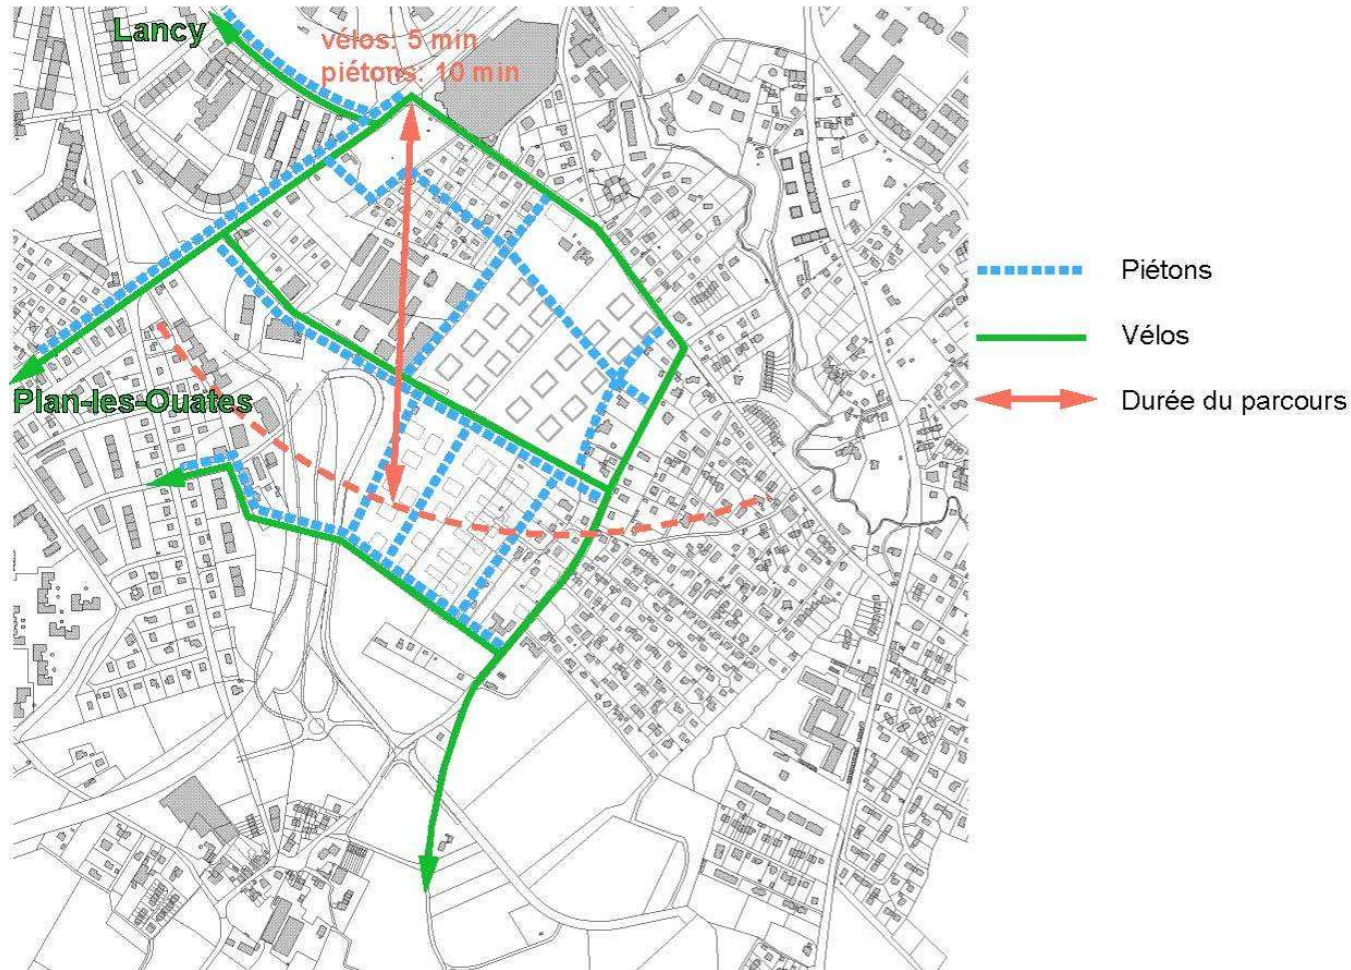 Lancy
vélos: 5 min
piétons: 10 min
Piétons
Vélos
Plan-les-Ouates
Durée du parcours